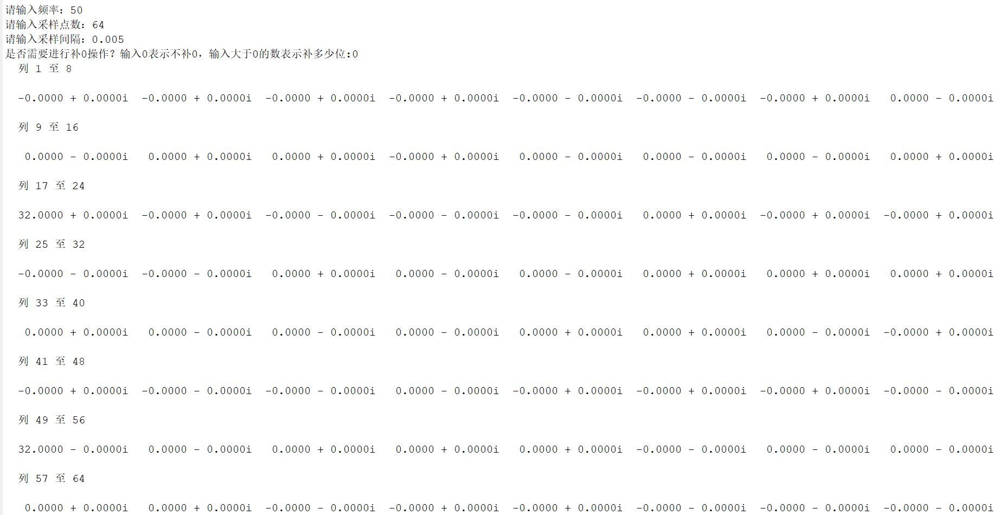 请输入频率：50
请输入采样点数：64
请输入采样间隔：0.005
是否需要进行补0操作？输入0表示不补0，输入大于0的数表示补多少位:0
列 1 至 8
-0.0000 + 0.0000i -0.0000 + 0.0000i -0.0000 + 0.0000i -0.0000 + 0.0000i -0.0000 - 0.0000i -0.0000 - 0.0000i -0.0000 + 0.0000i 0.0000 - 0.0000i
列 9 至 16
0.0000 - 0.0000i 0.0000 + 0.0000i 0.0000 + 0.0000i -0.0000 + 0.0000i 0.0000 - 0.0000i 0.0000 - 0.0000i 0.0000 - 0.0000i 0.0000 + 0.0000i
列 17 至 24
32.0000 + 0.0000i -0.0000 + 0.0000i -0.0000 - 0.0000i -0.0000 - 0.0000i -0.0000 - 0.0000i 0.0000 + 0.0000i -0.0000 + 0.0000i -0.0000 + 0.0000i
列 25 至 32
-0.0000 - 0.0000i -0.0000 - 0.0000i 0.0000 + 0.0000i 0.0000 - 0.0000i 0.0000 - 0.0000i 0.0000 + 0.0000i 0.0000 + 0.0000i 0.0000 + 0.0000i
列 33 至 40
0.0000 + 0.0000i 0.0000 - 0.0000i 0.0000 - 0.0000i 0.0000 - 0.0000i 0.0000 + 0.0000i 0.0000 + 0.0000i 0.0000 - 0.0000i -0.0000 + 0.0000i
列 41 至 48
-0.0000 + 0.0000i -0.0000 - 0.0000i -0.0000 - 0.0000i 0.0000 - 0.0000i -0.0000 + 0.0000i -0.0000 + 0.0000i -0.0000 + 0.0000i -0.0000 - 0.0000i
列 49 至 56
32.0000 - 0.0000i 0.0000 - 0.0000i 0.0000 + 0.0000i 0.0000 + 0.0000i 0.0000 + 0.0000i -0.0000 - 0.0000i 0.0000 - 0.0000i 0.0000 - 0.0000i
列 57 至 64
0.0000 + 0.0000i 0.0000 + 0.0000i -0.0000 - 0.0000i -0.0000 + 0.0000i -0.0000 + 0.0000i -0.0000 - 0.0000i -0.0000 - 0.0000i -0.0000 - 0.0000i